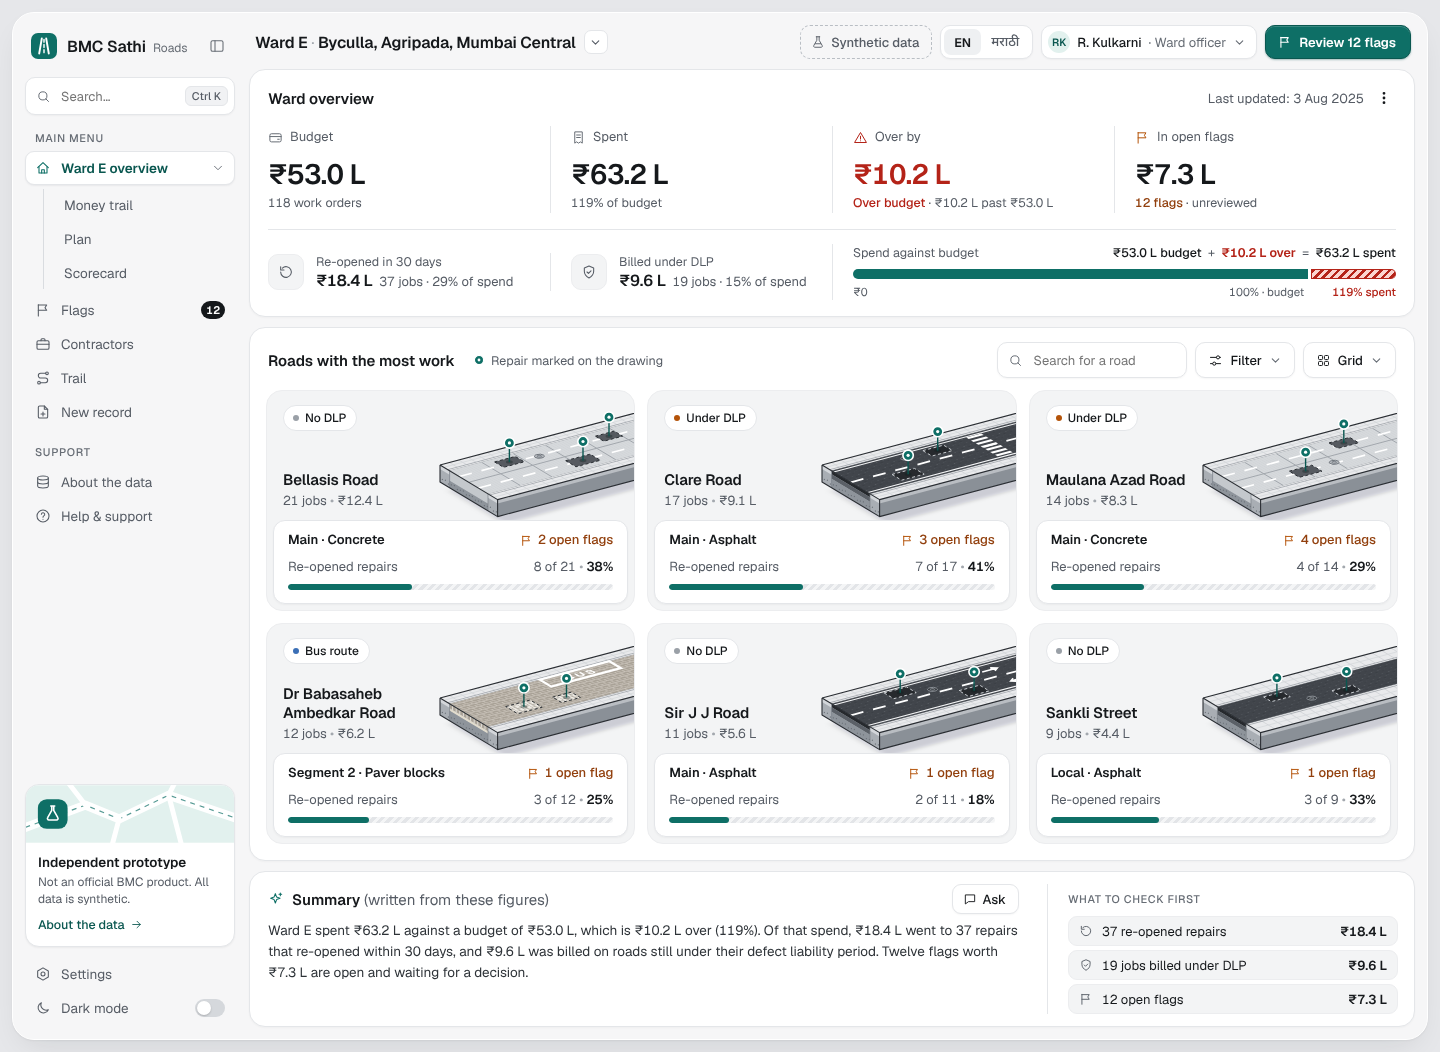 BMC Sathi Roads
Search...
Ctrl K
MAIN MENU
Ward E overview
Money trail
Plan
Scorecard
Flags
12
Contractors
Trail
New record
SUPPORT
About the data
Help & support
Independent prototype
Not an official BMC product. All
data is synthetic.
About the data →
Settings
Dark mode
Ward E · Byculla, Agripada, Mumbai Central
Synthetic data
EN
मराठी
RK R. Kulkarni · Ward officer
Review 12 flags
Ward overview
Last updated: 3 Aug 2025
Budget
₹53.0 L
118 work orders
Spent
₹63.2 L
119% of budget
Over by
₹10.2 L
Over budget · ₹10.2 L past ₹53.0 L
In open flags
₹7.3 L
12 flags · unreviewed
Re-opened in 30 days
₹18.4 L 37 jobs · 29% of spend
Billed under DLP
₹9.6 L 19 jobs · 15% of spend
Spend against budget
₹53.0 L budget + ₹10.2 L over = ₹63.2 L spent
₹0
100% · budget
119% spent
Roads with the most work
Repair marked on the drawing
Search for a road
Filter
Grid
No DLP
Bellasis Road
21 jobs • ₹12.4 L
Main · Concrete
2 open flags
Re-opened repairs
8 of 21 • 38%
Under DLP
Clare Road
17 jobs • ₹9.1 L
Main · Asphalt
3 open flags
Re-opened repairs
7 of 17 • 41%
Under DLP
Maulana Azad Road
14 jobs • ₹8.3 L
Main · Concrete
4 open flags
Re-opened repairs
4 of 14 • 29%
Bus route
BUS
Dr Babasaheb
Ambedkar Road
12 jobs • ₹6.2 L
Segment 2 · Paver blocks
1 open flag
Re-opened repairs
3 of 12 • 25%
No DLP
Sir J J Road
11 jobs • ₹5.6 L
Main · Asphalt
1 open flag
Re-opened repairs
2 of 11 • 18%
No DLP
Sankli Street
9 jobs • ₹4.4 L
Local · Asphalt
1 open flag
Re-opened repairs
3 of 9 • 33%
Summary (written from these figures)
Ask
Ward E spent ₹63.2 L against a budget of ₹53.0 L, which is ₹10.2 L over (119%). Of that spend, ₹18.4 L went to 37 repairs
that re-opened within 30 days, and ₹9.6 L was billed on roads still under their defect liability period. Twelve flags worth
₹7.3 L are open and waiting for a decision.
WHAT TO CHECK FIRST
37 re-opened repairs
₹18.4 L
19 jobs billed under DLP
₹9.6 L
12 open flags
₹7.3 L